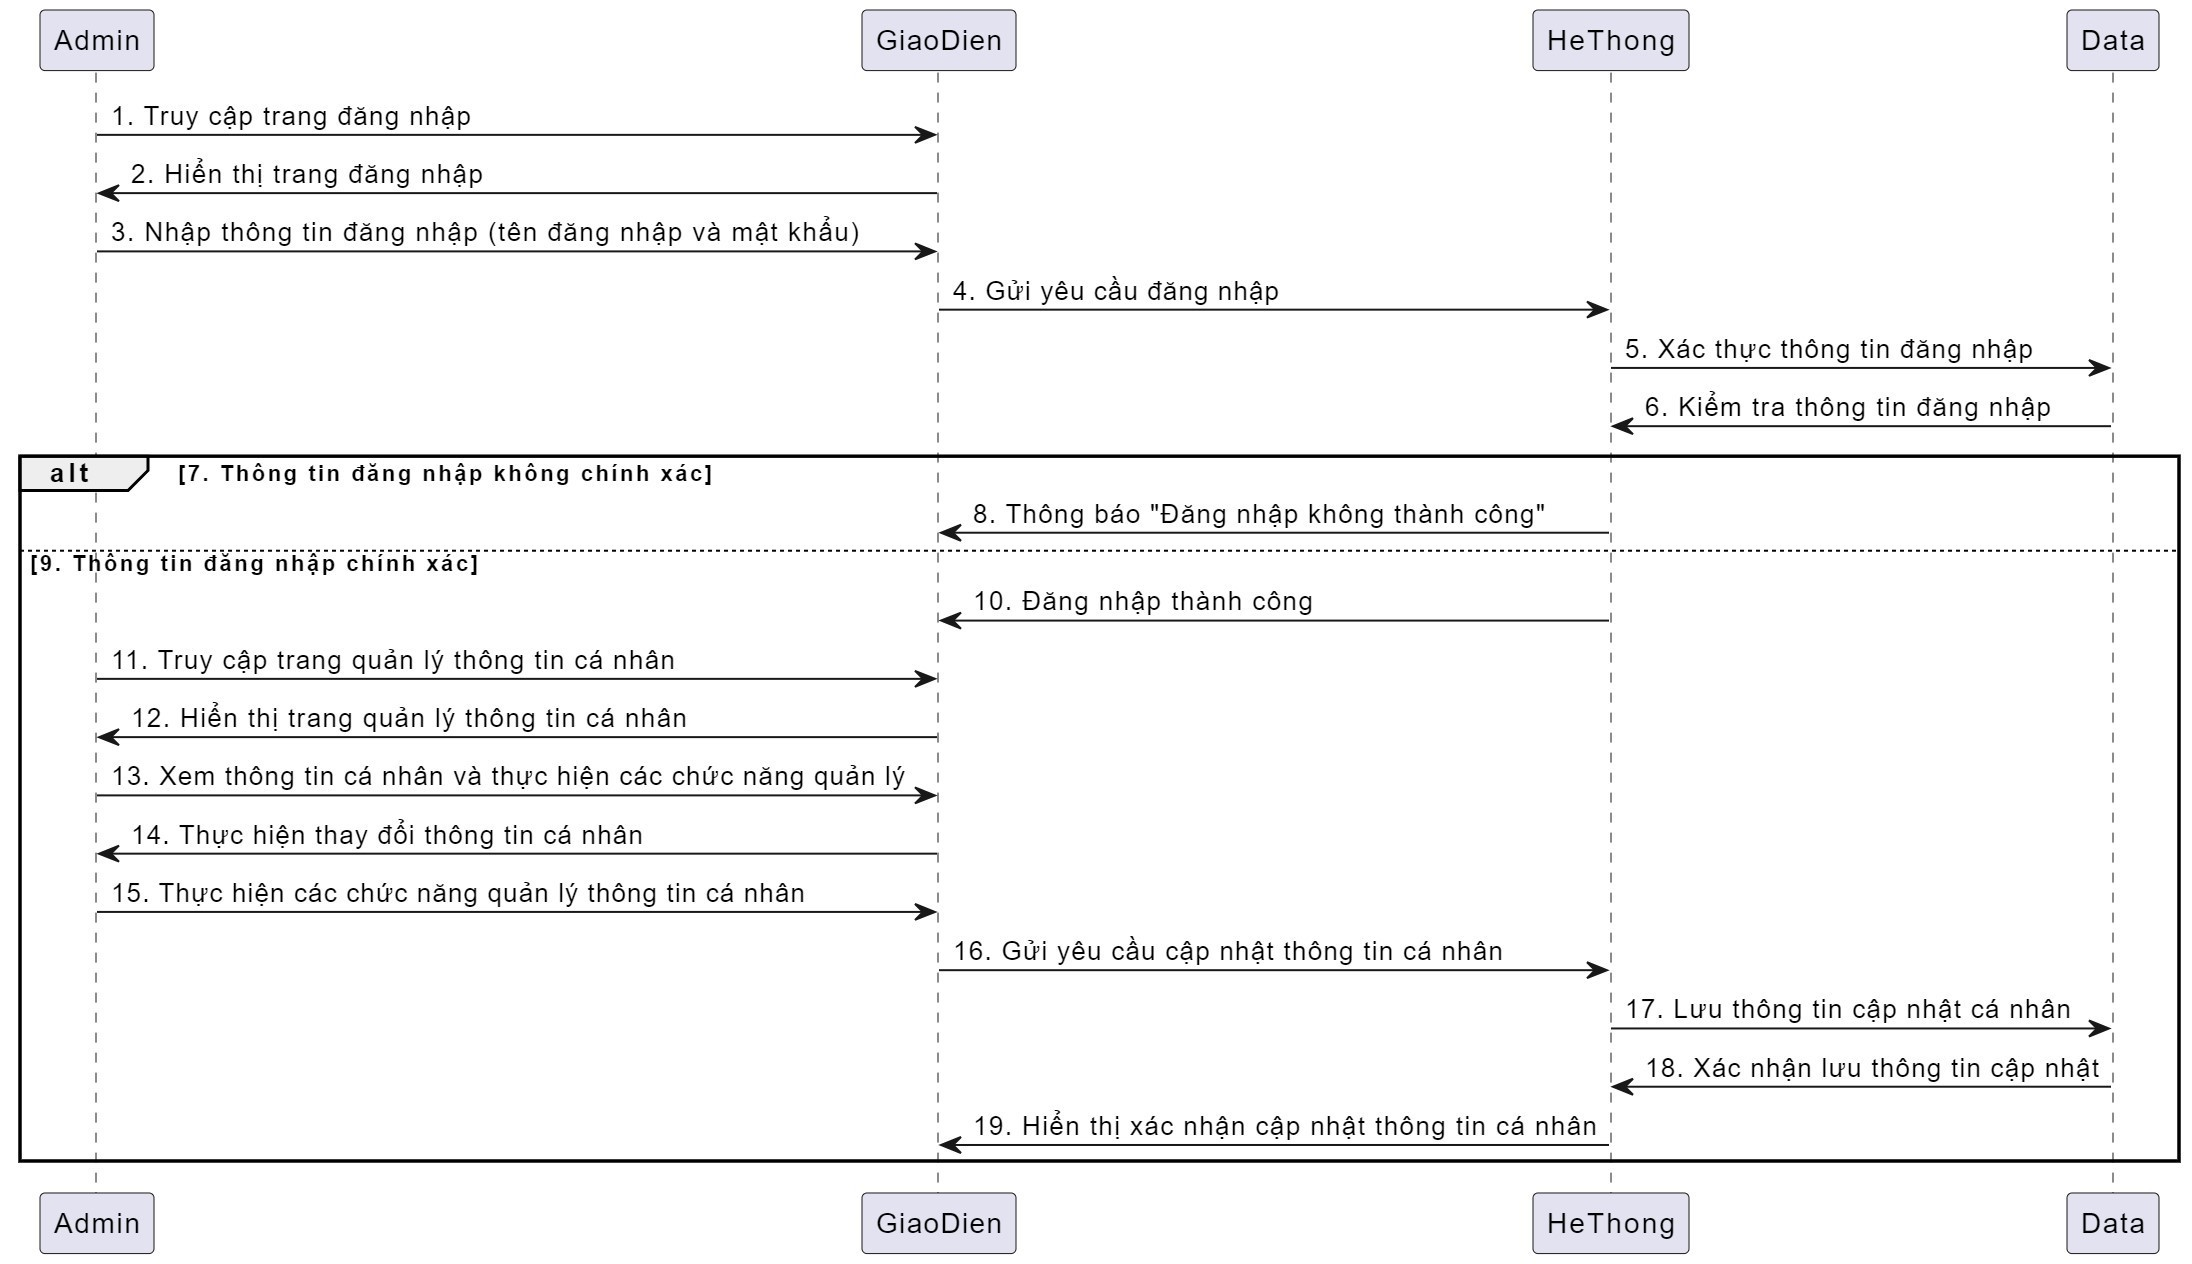 Admin
GiaoDien
HeThong
Data
1. Truy cập trang đăng nhập
2. Hiển thị trang đăng nhập
3. Nhập thông tin đăng nhập (tên đăng nhập và mật khẩu)
4. Gửi yêu cầu đăng nhập
5. Xác thực thông tin đăng nhập
6. Kiểm tra thông tin đăng nhập
alt
[7. Thông tin đăng nhập không chính xác]
8. Thông báo "Đăng nhập không thành công"
[9. Thông tin đăng nhập chính xác]
10. Đăng nhập thành công
11. Truy cập trang quản lý thông tin cá nhân
12. Hiển thị trang quản lý thông tin cá nhân
13. Xem thông tin cá nhân và thực hiện các chức năng quản lý
14. Thực hiện thay đổi thông tin cá nhân
15. Thực hiện các chức năng quản lý thông tin cá nhân
16. Gửi yêu cầu cập nhật thông tin cá nhân
17. Lưu thông tin cập nhật cá nhân
18. Xác nhận lưu thông tin cập nhật
19. Hiển thị xác nhận cập nhật thông tin cá nhân
Admin
GiaoDien
HeThong
Data